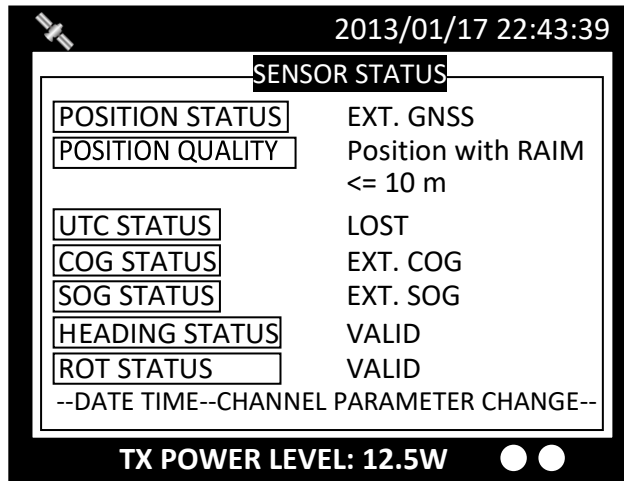 2013/01/17 22:43:39
SENSOR STATUS
POSITION STATUS EXT. GNSS
POSITION QUALITY Position with RAIM
<= 10 m
UTC STATUS LOST
COG STATUS EXT. COG
SOG STATUS EXT. SOG
HEADING STATUS VALID
ROT STATUS VALID
--DATE TIME--CHANNEL PARAMETER CHANGE--
TX POWER LEVEL: 12.5W